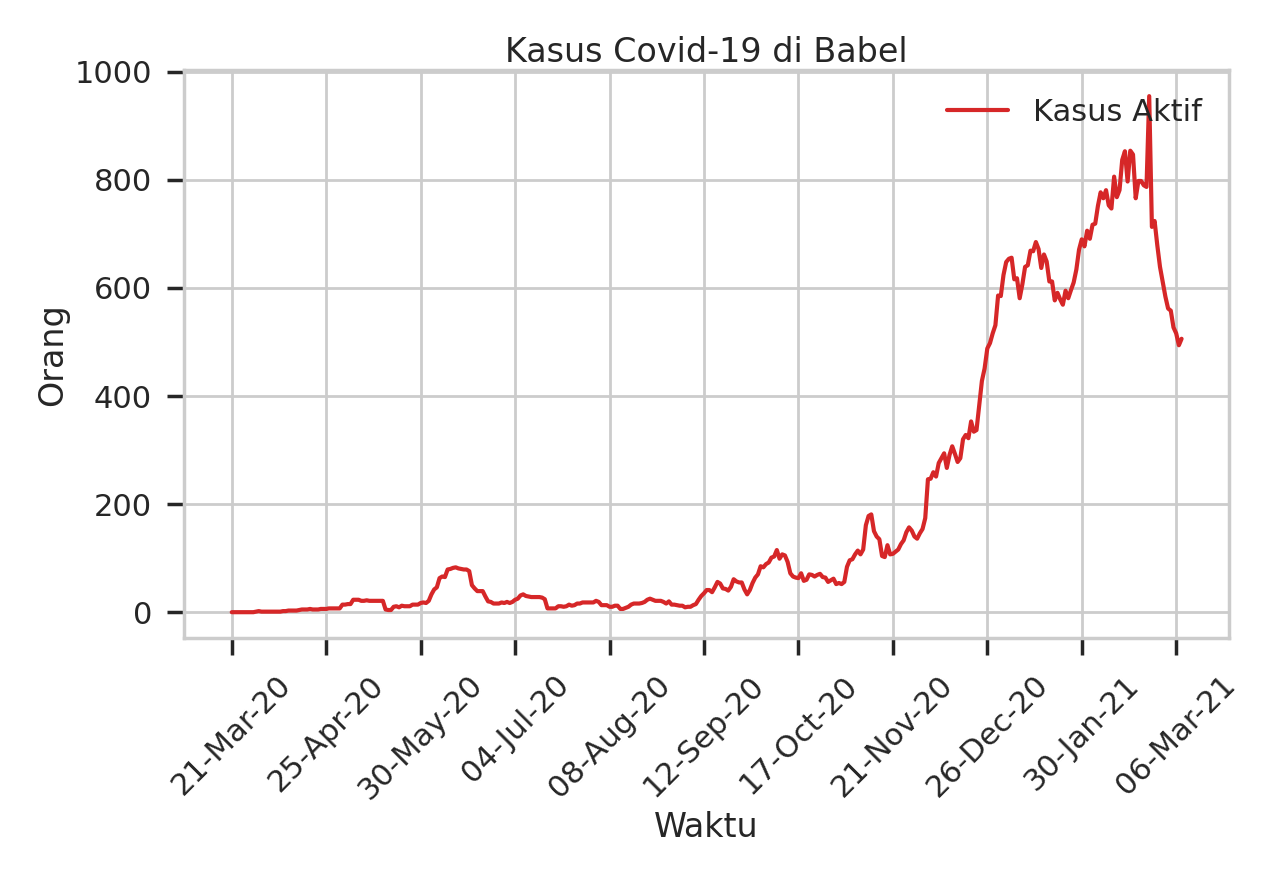 Kasus Covid-19 di Babel
Kasus Aktif
1000
800
600
400
200
0
Orang
21-Mar-20
25-Apr-20
30-May-20
04-Jul-20
08-Aug-20
12-Sep-20
17-Oct-20
21-Nov-20
26-Dec-20
30-Jan-21
06-Mar-21
Waktu